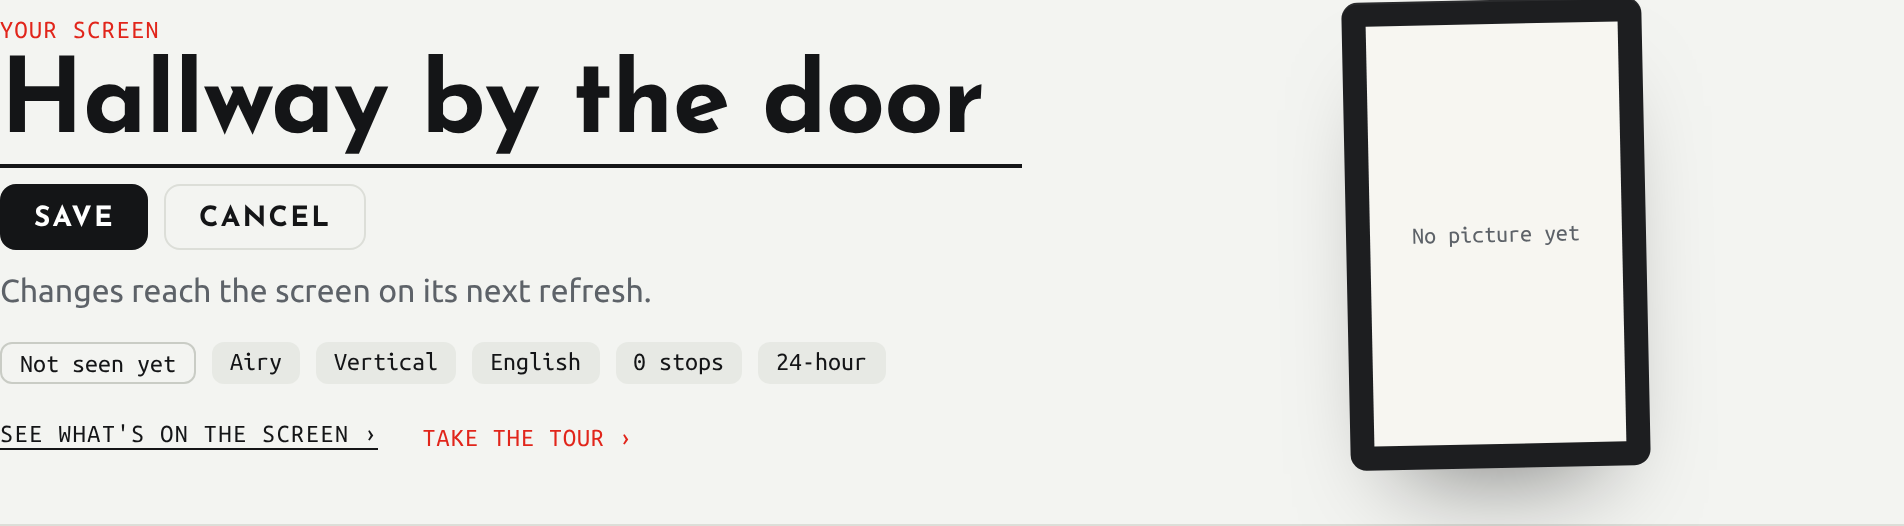 YOUR SCREEN
Hallway by the door
SAVE CANCEL
Changes reach the screen on its next refresh.
Not seen yet Airy Vertical English 0 stops 24-hour
SEE WHAT'S ON THE SCREEN › TAKE THE TOUR ›
No picture yet